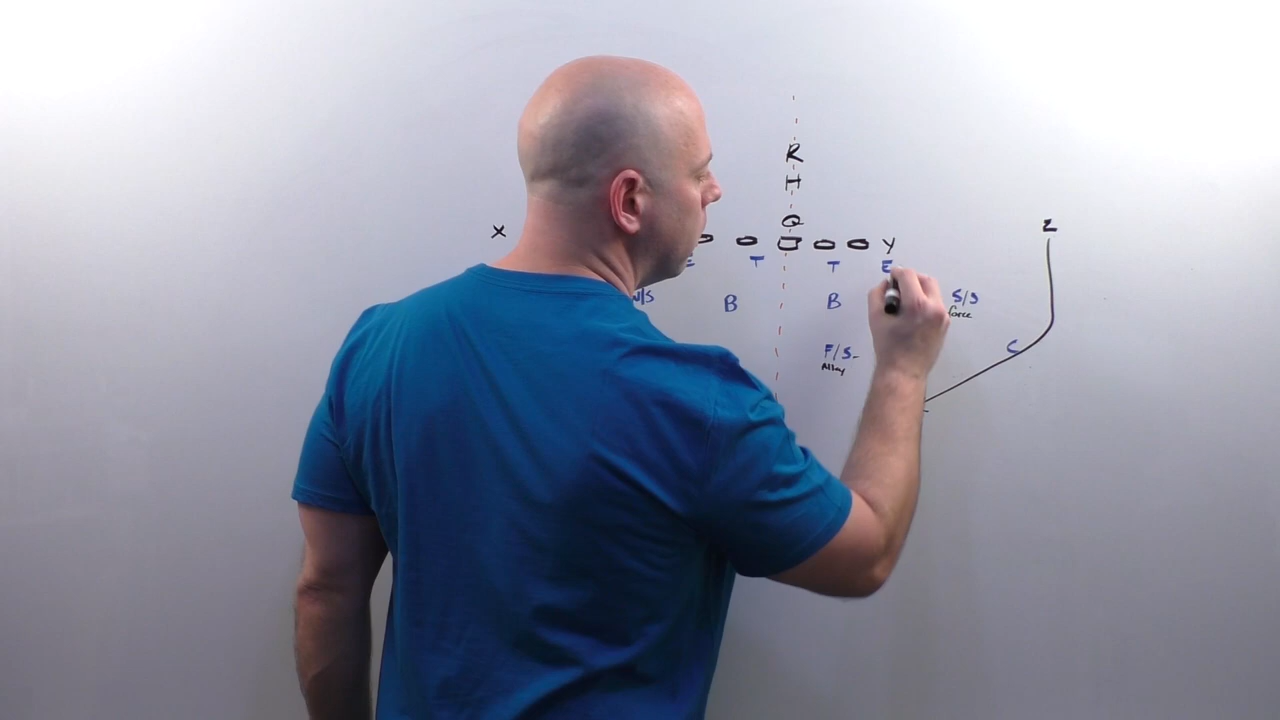 R
H
Q
X Y Z
E T T E
W/S B B S/S
force
F/S C
Alley